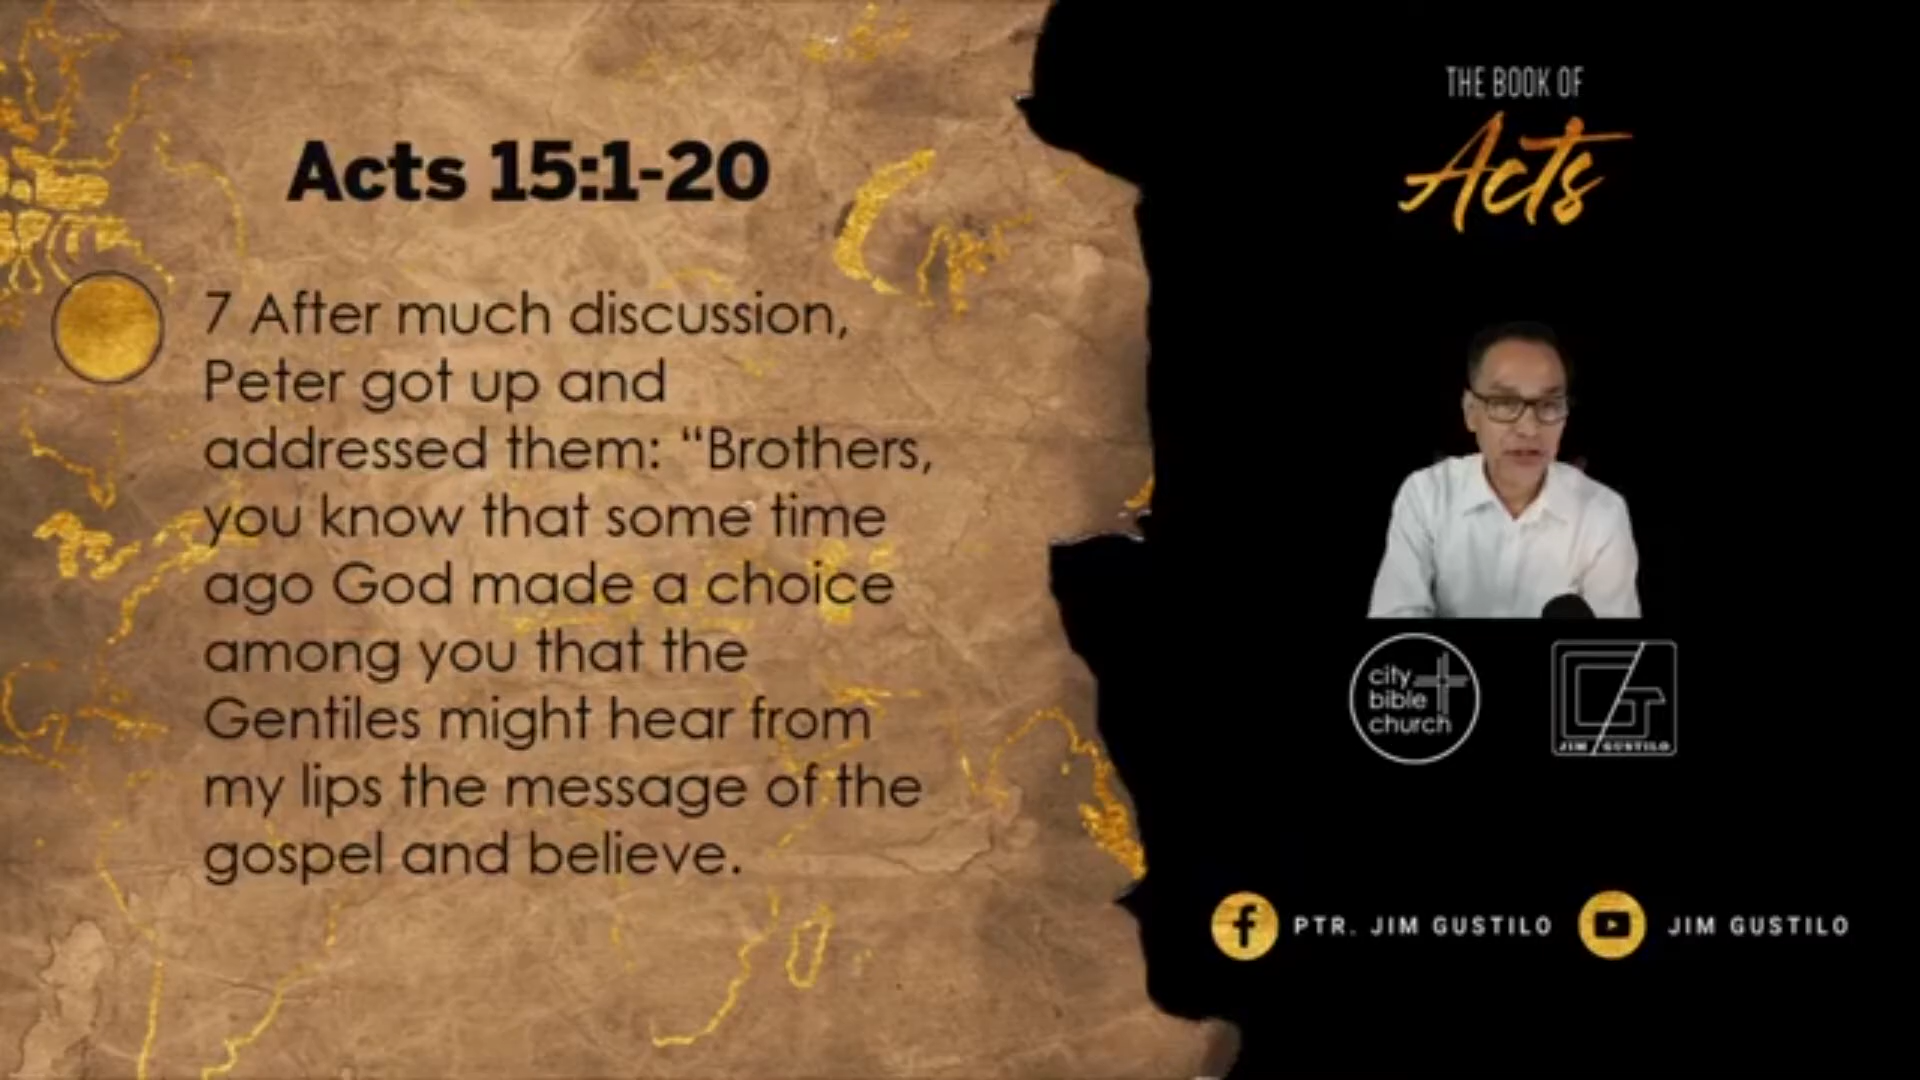 Acts 15:1-20
7 After much discussion,
Peter got up and
addressed them: “Brothers,
you know that some time
ago God made a choice
among you that the
Gentiles might hear from
my lips the message of the
gospel and believe.
THE BOOK OF
Acts
city
bible
church
JIM GUSTILO
PTR. JIM GUSTILO
JIM GUSTILO